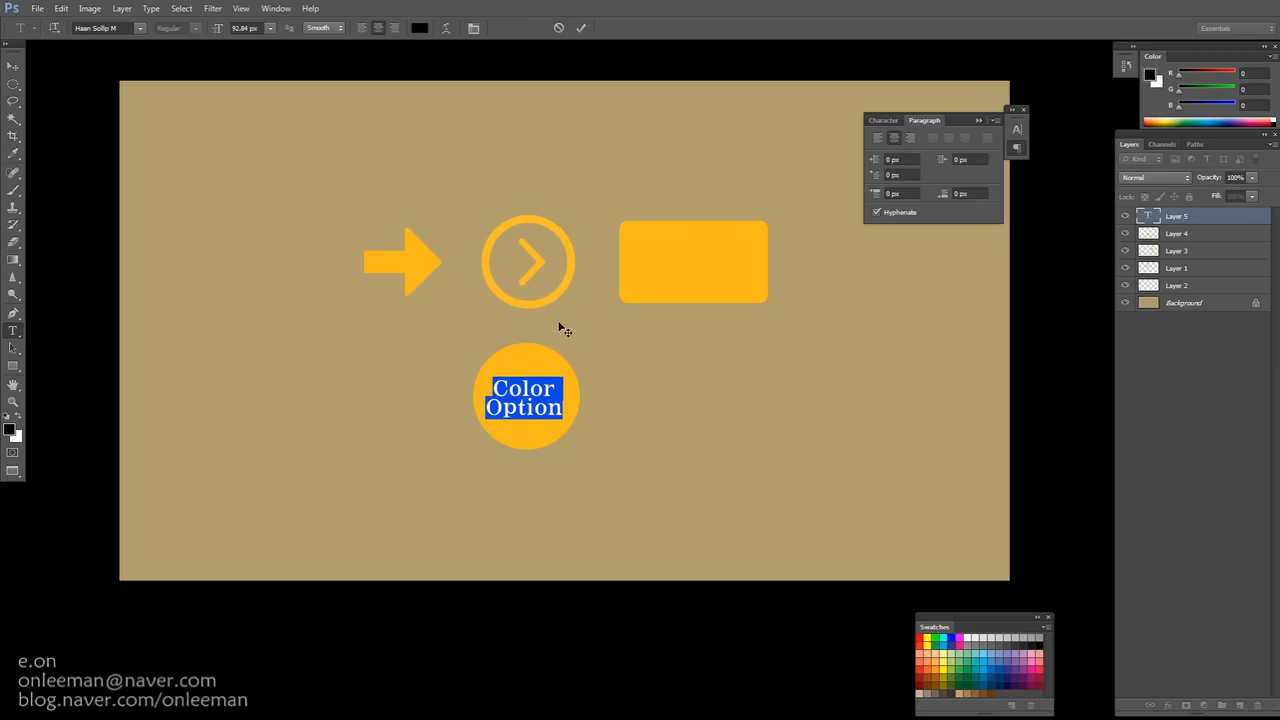 Ps File Edit Image Layer Type Select Filter View Window Help
T Haan Sollip M Regular 92.84 px Smooth Essentials
Color
R 0
G 0
B 0
Character Paragraph
0 px 0 px
0 px
0 px 0 px
Hyphenate
Layers Channels Paths
Kind
Normal Opacity: 100%
Lock: Fill: 100%
Layer 5
Layer 4
Layer 3
Layer 1
Layer 2
Background
Color
Option
Swatches
e.on
onleeman@naver.com
blog.naver.com/onleeman